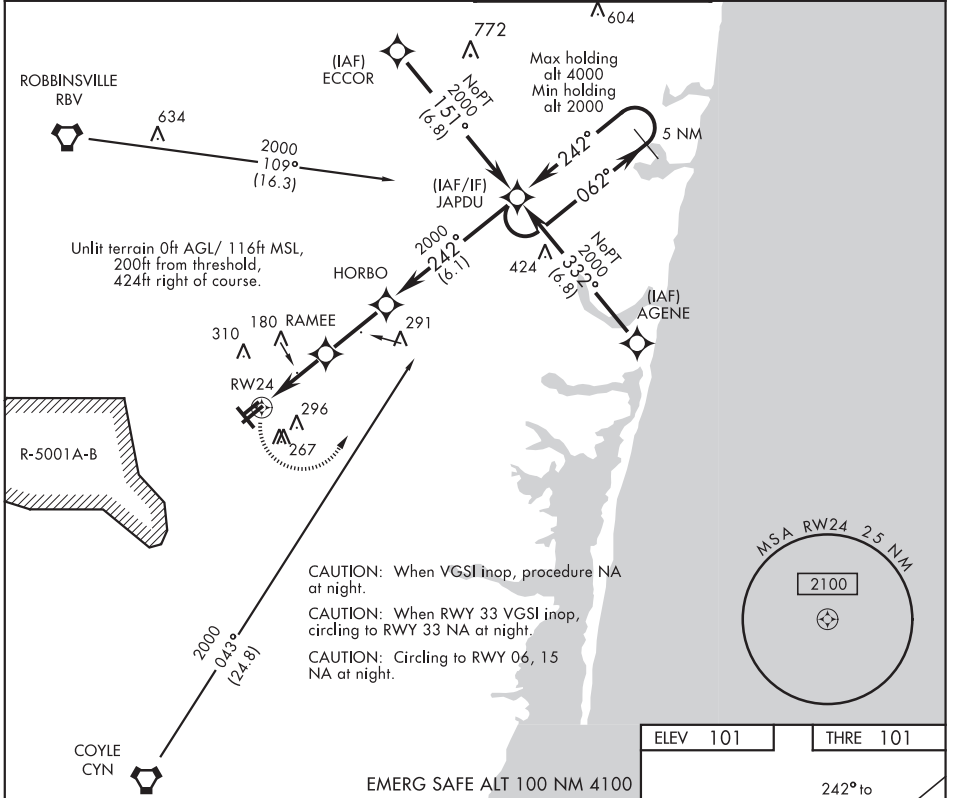 604
772
(IAF)
ECCOR
Max holding
alt 4000
Min holding
alt 2000
ROBBINSVILLE
RBV
634
NoPT
2000
151°
(6.8)
5 NM
242°
062°
2000
109°
(16.3)
(IAF/IF)
JAPDU
Unlit terrain 0ft AGL/ 116ft MSL,
200ft from threshold,
424ft right of course.
2000
242°
(6.1)
424
NoPT
2000
332°
(6.8)
HORBO
(IAF)
AGENE
310
180
RAMEE
291
RW24
296
267
R-5001A-B
MSA RW24 25 NM
2100
CAUTION: When VGSI inop, procedure NA
at night.
CAUTION: When RWY 33 VGSI inop,
circling to RWY 33 NA at night.
CAUTION: Circling to RWY 06, 15
NA at night.
2000
043°
(24.8)
COYLE
CYN
EMERG SAFE ALT 100 NM 4100
ELEV 101
THRE 101
242° to